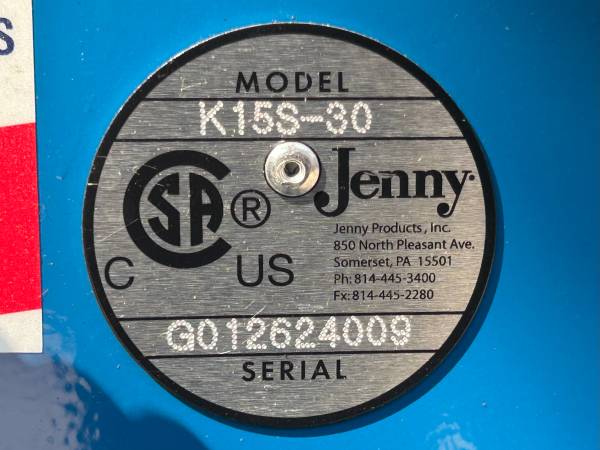 S
MODEL
K15S-30
CSA®
C US
Jenny
Jenny Products, Inc.
850 North Pleasant Ave.
Somerset, PA 15501
Ph: 814-445-3400
Fx: 814-445-2280
G012624009
SERIAL